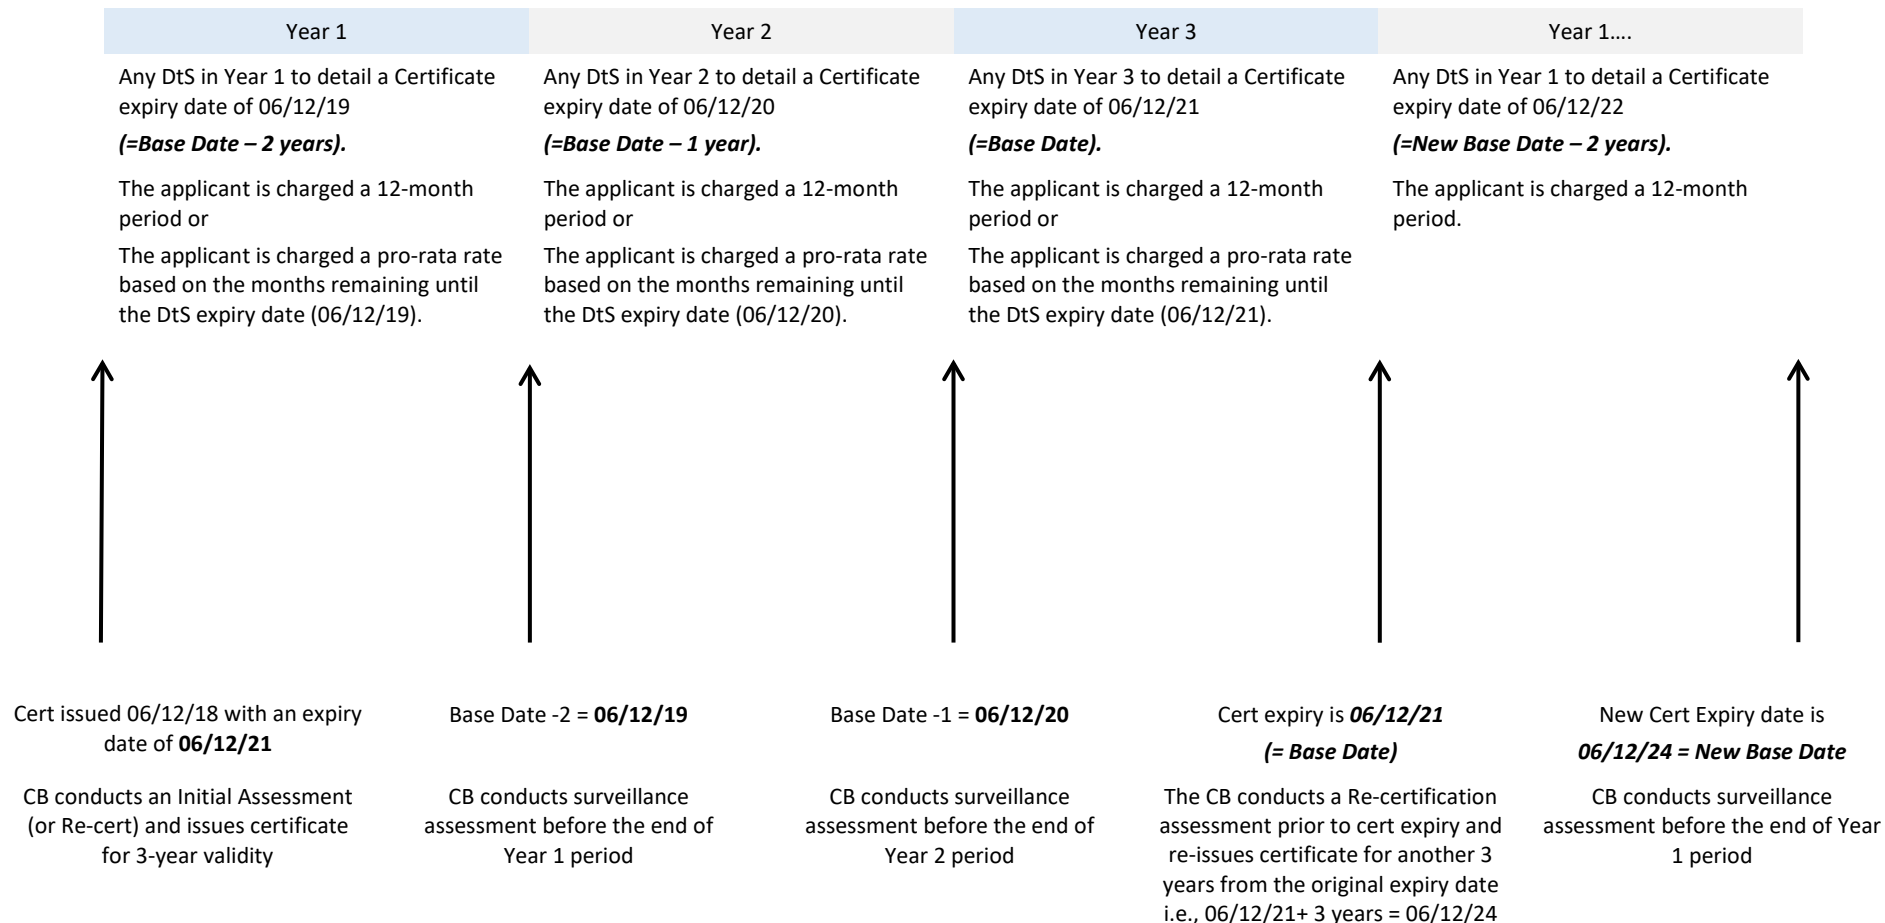 Year 1
Year 2
Year 3
Year 1....
Any DtS in Year 1 to detail a Certificate
expiry date of 06/12/19
(=Base Date – 2 years).
The applicant is charged a 12-month
period or
The applicant is charged a pro-rata rate
based on the months remaining until
the DtS expiry date (06/12/19).
Any DtS in Year 2 to detail a Certificate
expiry date of 06/12/20
(=Base Date – 1 year).
The applicant is charged a 12-month
period or
The applicant is charged a pro-rata rate
based on the months remaining until
the DtS expiry date (06/12/20).
Any DtS in Year 3 to detail a Certificate
expiry date of 06/12/21
(=Base Date).
The applicant is charged a 12-month
period or
The applicant is charged a pro-rata rate
based on the months remaining until
the DtS expiry date (06/12/21).
Any DtS in Year 1 to detail a Certificate
expiry date of 06/12/22
(=New Base Date – 2 years).
The applicant is charged a 12-month
period.
Cert issued 06/12/18 with an expiry
date of 06/12/21
CB conducts an Initial Assessment
(or Re-cert) and issues certificate
for 3-year validity
Base Date -2 = 06/12/19
CB conducts surveillance
assessment before the end of
Year 1 period
Base Date -1 = 06/12/20
CB conducts surveillance
assessment before the end of
Year 2 period
Cert expiry is 06/12/21
(= Base Date)
The CB conducts a Re-certification
assessment prior to cert expiry and
re-issues certificate for another 3
years from the original expiry date
i.e., 06/12/21+ 3 years = 06/12/24
New Cert Expiry date is
06/12/24 = New Base Date
CB conducts surveillance
assessment before the end of Year
1 period